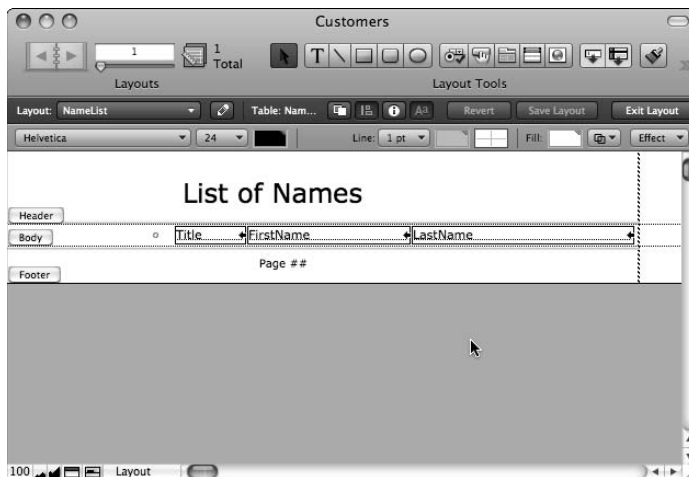 Customers
1
1
Total
T
Layouts
Layout Tools
Layout: NameList
Table: Nam...
Aa
Revert
Save Layout
Exit Layout
Helvetica
24
Line: 1 pt
Fill:
Effect
List of Names
Header
Body
Title
FirstName
LastName
Page ##
Footer
100
Layout